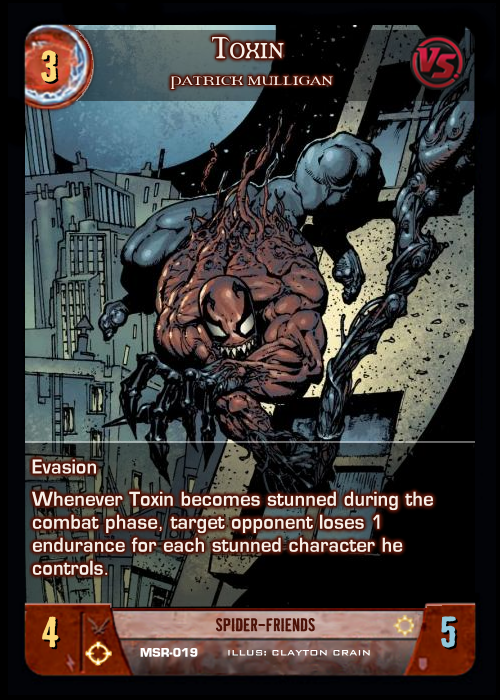 3
Toxin
VS.
Patrick Mulligan
Evasion
Whenever Toxin becomes stunned during the
combat phase, target opponent loses 1
endurance for each stunned character he
controls.
4
SPIDER-FRIENDS
5
MSR-019 ILLUS: CLAYTON CRAIN